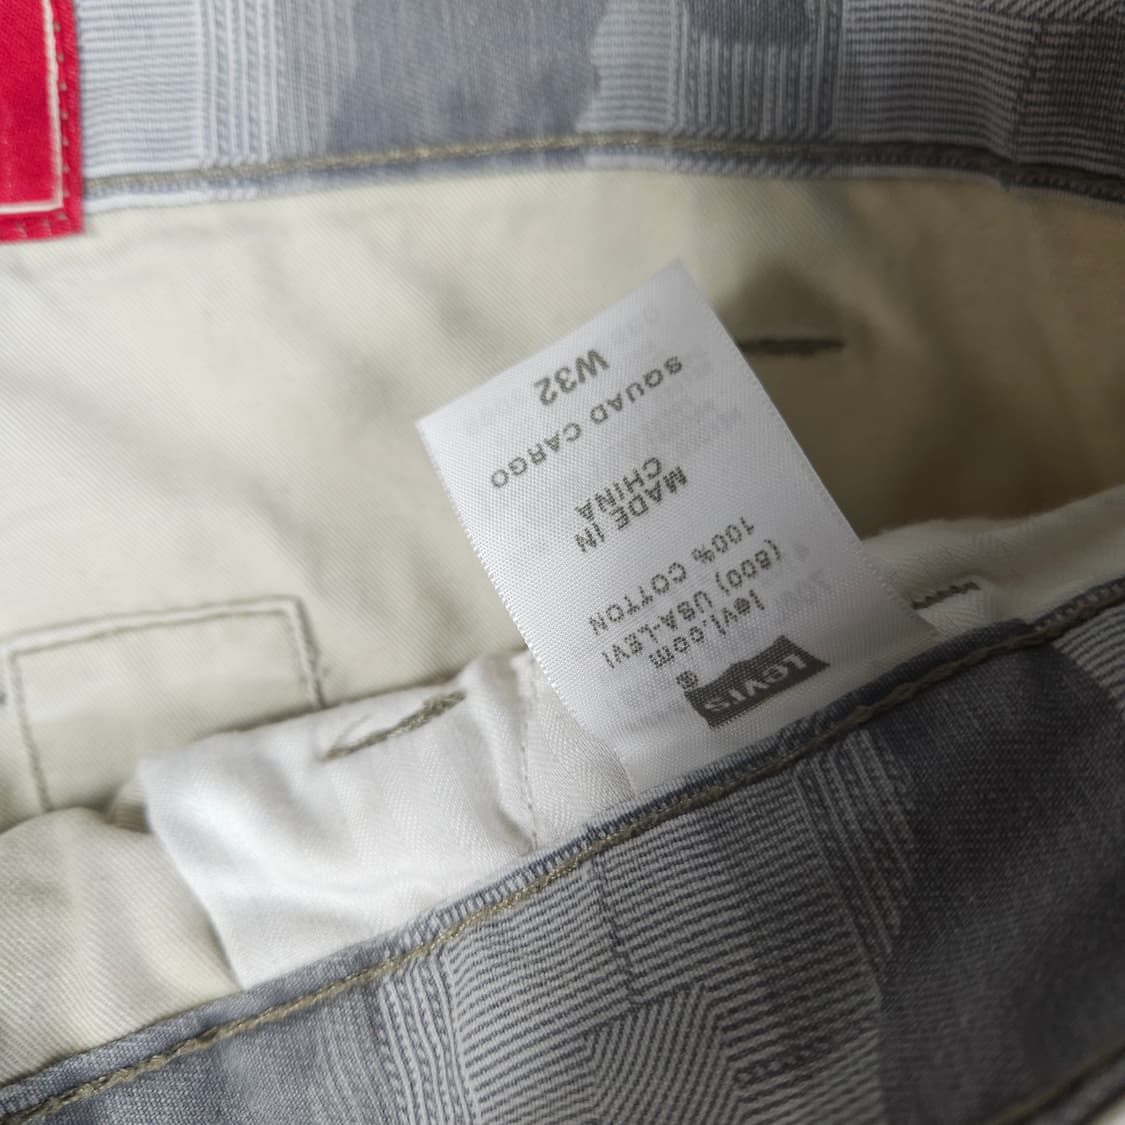 Levi's®
levi.com
(800) USA-LEVI
100% COTTON
MADE IN
CHINA
SQUAD CARGO
W32